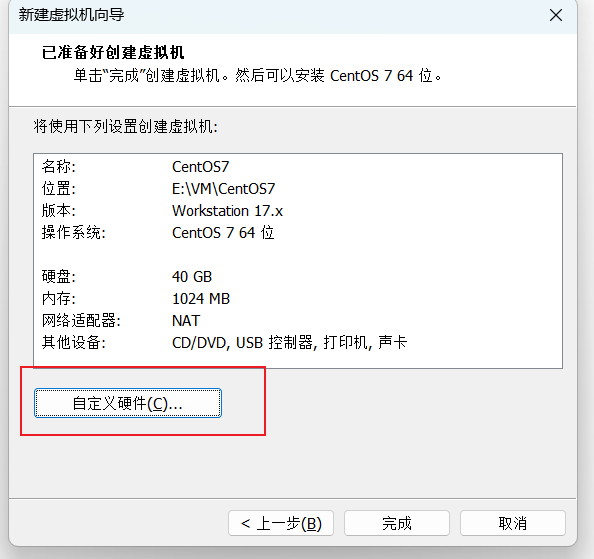 新建虚拟机向导
已准备好创建虚拟机
单击“完成”创建虚拟机。然后可以安装 CentOS 7 64 位。
将使用下列设置创建虚拟机:
名称: CentOS7
位置: E:\VM\CentOS7
版本: Workstation 17.x
操作系统: CentOS 7 64 位
硬盘: 40 GB
内存: 1024 MB
网络适配器: NAT
其他设备: CD/DVD, USB 控制器, 打印机, 声卡
自定义硬件(C)...
< 上一步(B) 完成 取消